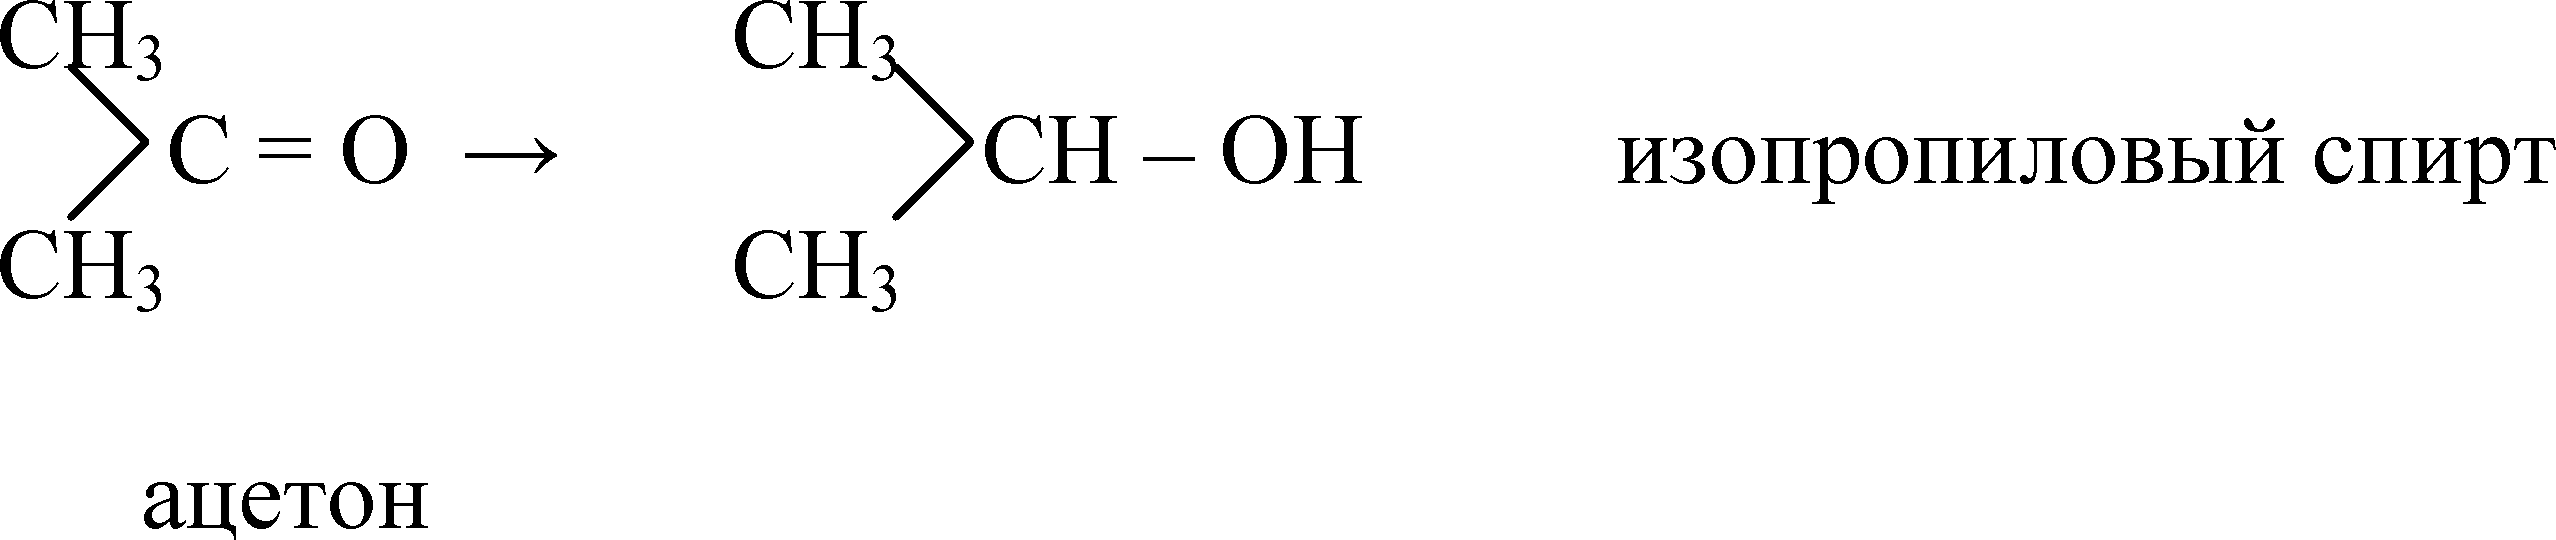 CH₃ CH₃
C = O → CH – OH изопропиловый спирт
CH₃ CH₃
ацетон